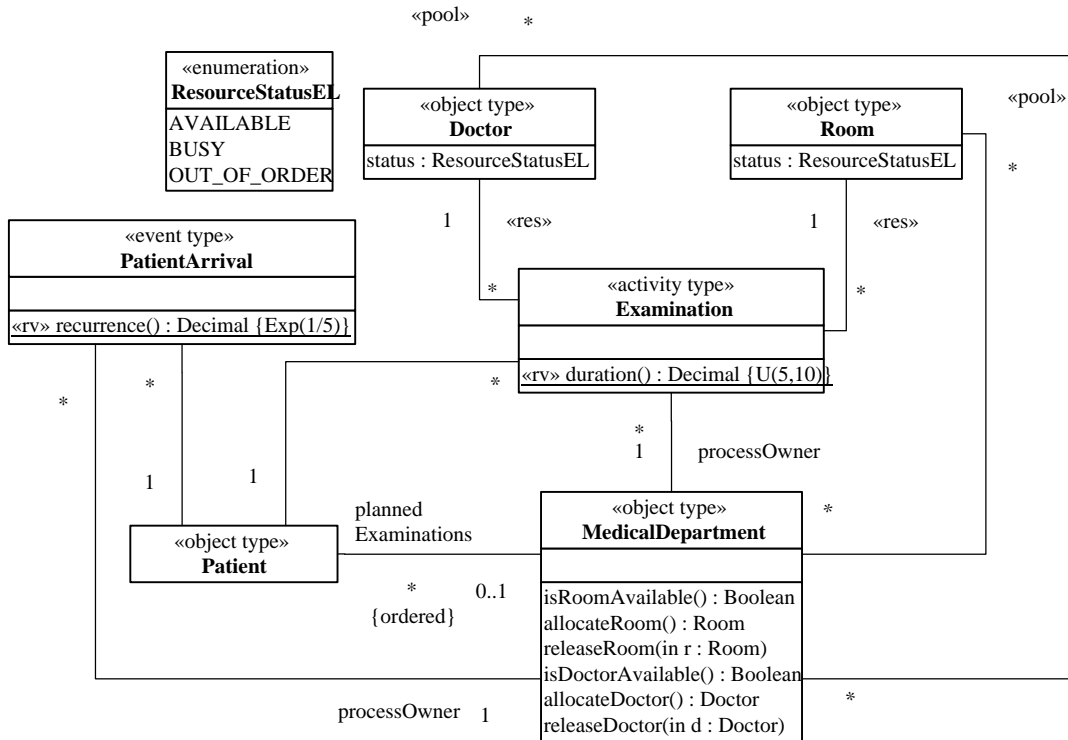 «pool»
*
«enumeration»
ResourceStatusEL
AVAILABLE
BUSY
OUT_OF_ORDER
«object type»
Doctor
status : ResourceStatusEL
«object type»
Room
status : ResourceStatusEL
«pool»
*
1
«res»
*
1
«res»
*
«event type»
PatientArrival
«rv» recurrence() : Decimal {Exp(1/5)}
«activity type»
Examination
«rv» duration() : Decimal {U(5,10)}
*
*
*
*
1
processOwner
1
1
«object type»
Patient
planned
Examinations
*
{ordered}
0..1
«object type»
MedicalDepartment
isRoomAvailable() : Boolean
allocateRoom() : Room
releaseRoom(in r : Room)
isDoctorAvailable() : Boolean
allocateDoctor() : Doctor
releaseDoctor(in d : Doctor)
*
*
processOwner
1